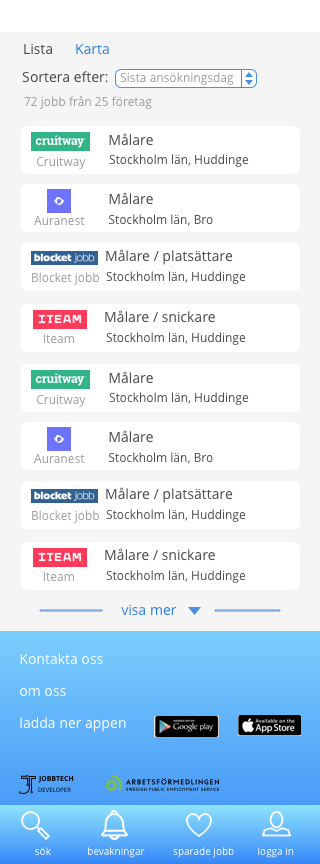 Lista Karta
Sortera efter: Sista ansökningsdag
72 jobb från 25 företag
cruitway Målare
Cruitway Stockholm län, Huddinge
Målare
Auranest Stockholm län, Bro
blocket jobb Målare / platsättare
Blocket jobb Stockholm län, Huddinge
ITEAM Målare / snickare
Iteam Stockholm län, Huddinge
cruitway Målare
Cruitway Stockholm län, Huddinge
Målare
Auranest Stockholm län, Bro
blocket jobb Målare / platsättare
Blocket jobb Stockholm län, Huddinge
ITEAM Målare / snickare
Iteam Stockholm län, Huddinge
visa mer
Kontakta oss
om oss
ladda ner appen
Google play
Available on the
App Store
JOBBTECH
DEVELOPER
ARBETSFÖRMEDLINGEN
SWEDISH PUBLIC EMPLOYMENT SERVICE
sök bevakningar sparade jobb logga in